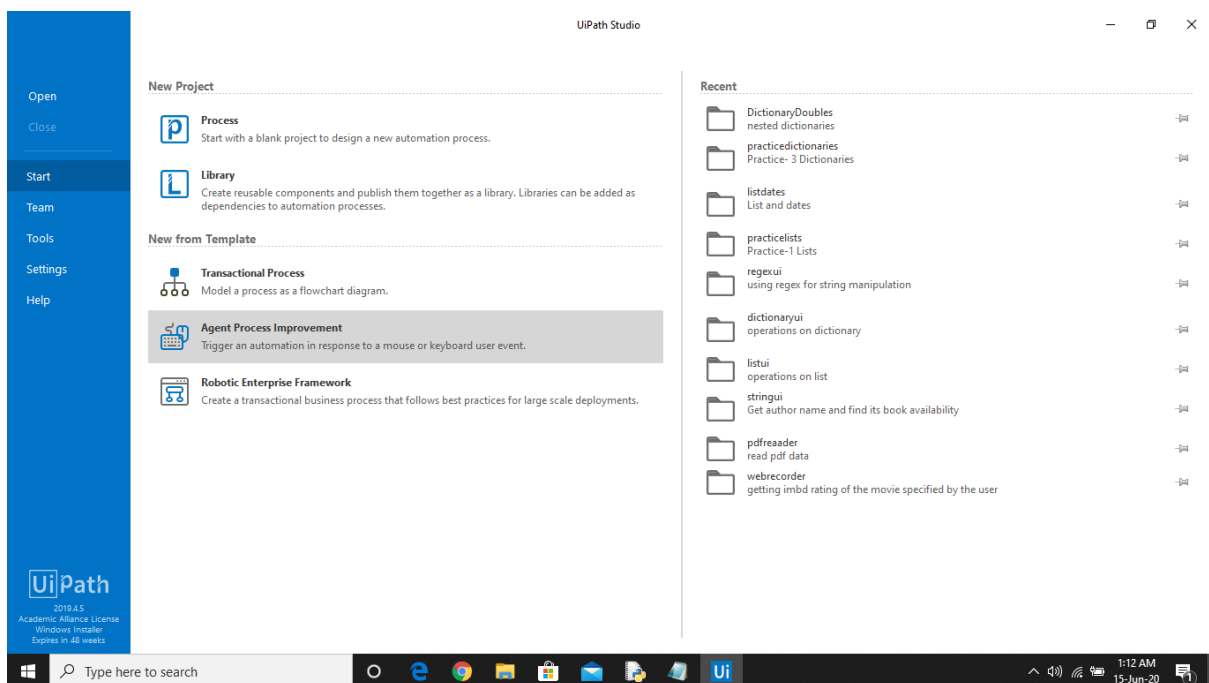 UiPath Studio
Open
Close
Start
Team
Tools
Settings
Help
UiPath
2019.4.5
Academic Alliance License
Windows Installer
Expires in 48 weeks
New Project
Process
Start with a blank project to design a new automation process.
Library
Create reusable components and publish them together as a library. Libraries can be added as
dependencies to automation processes.
New from Template
Transactional Process
Model a process as a flowchart diagram.
Agent Process Improvement
Trigger an automation in response to a mouse or keyboard user event.
Robotic Enterprise Framework
Create a transactional business process that follows best practices for large scale deployments.
Recent
DictionaryDoubles
nested dictionaries
practicedictionaries
Practice- 3 Dictionaries
listdates
List and dates
practicelists
Practice-1 Lists
regexui
using regex for string manipulation
dictionaryui
operations on dictionary
listui
operations on list
stringui
Get author name and find its book availability
pdfreaader
read pdf data
webrecorder
getting imbd rating of the movie specified by the user
Type here to search
Ui
1:12 AM
15-Jun-20
1